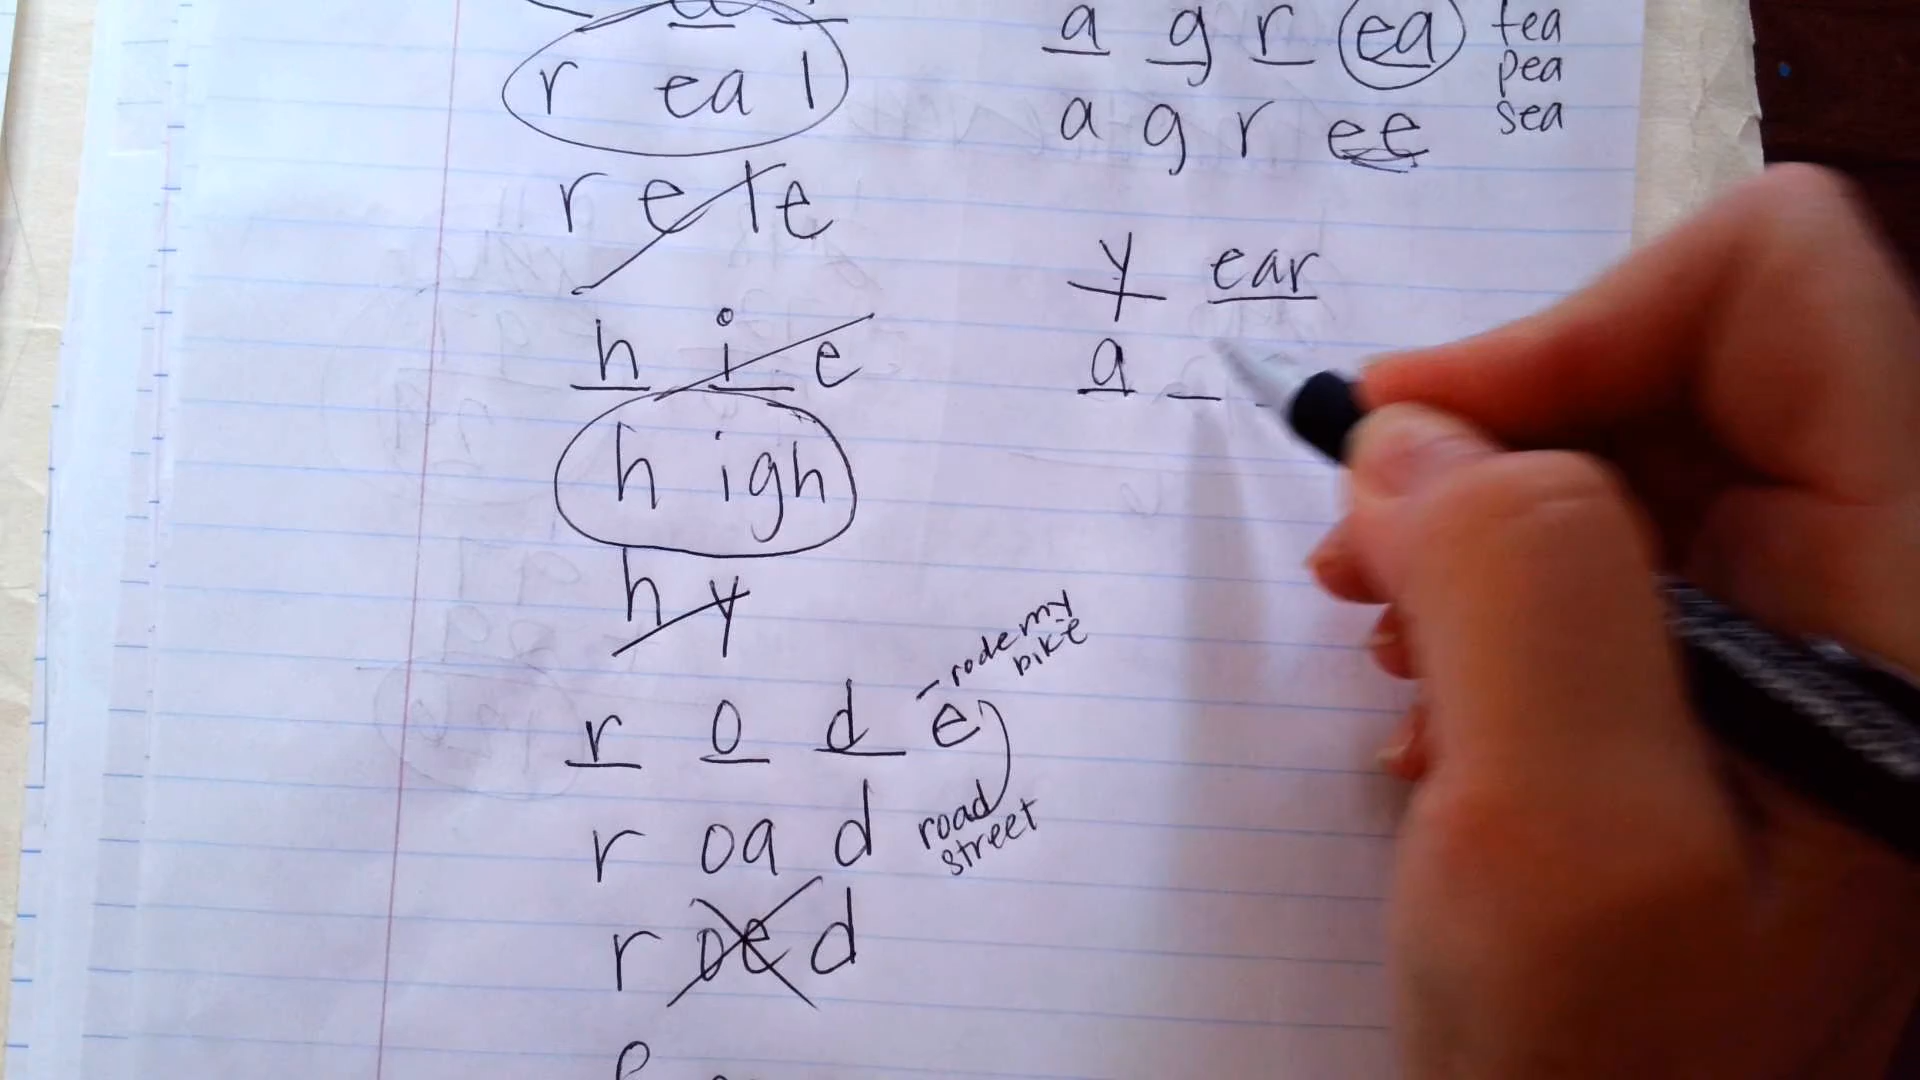 r ea l
r e l e
h i e
h igh
h y
r o d e - rode my
bike
r oa d road
street
r oe d
a g r ea tea
pea
a g r ee sea
y ear
a _ _